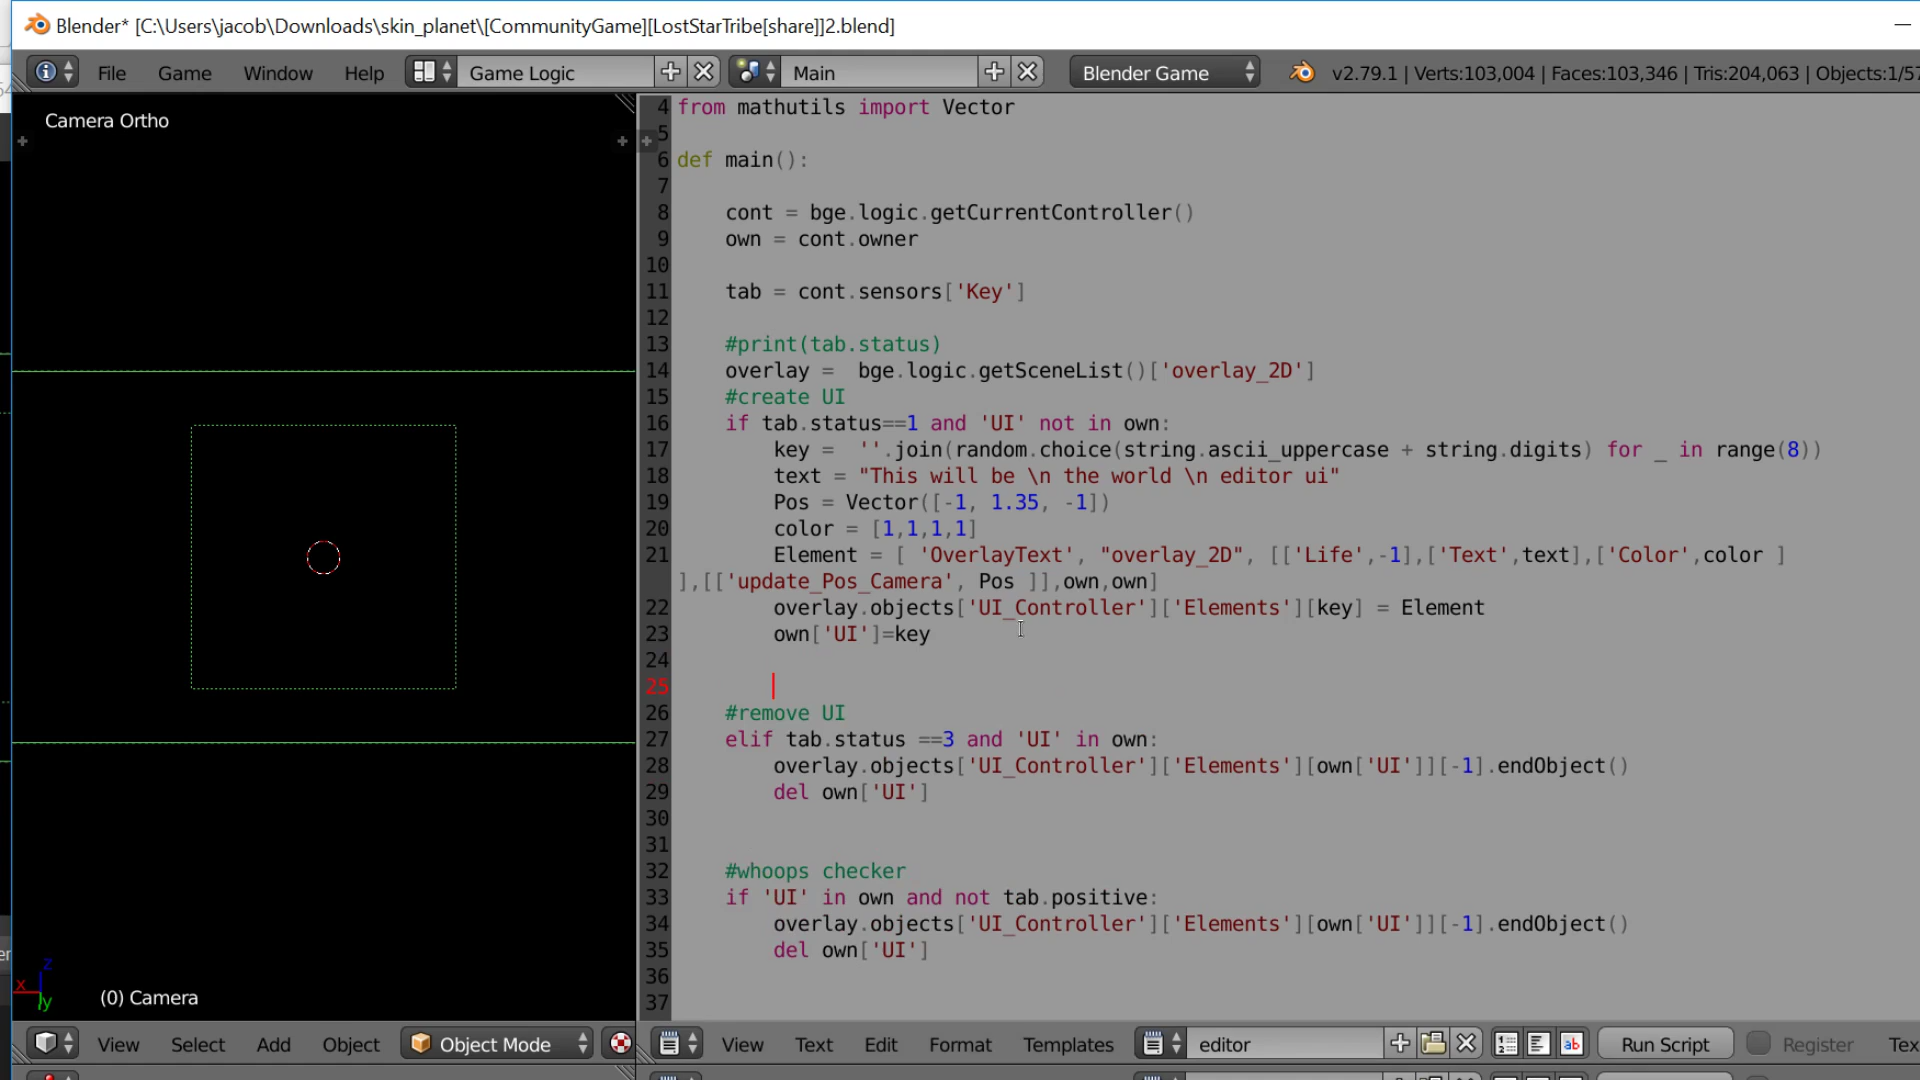 Blender* [C:\Users\jacob\Downloads\skin_planet\[CommunityGame][LostStarTribe[share]]2.blend]
File Game Window Help Game Logic Main Blender Game v2.79.1 | Verts:103,004 | Faces:103,346 | Tris:204,063 | Objects:1/57
Camera Ortho
4 from mathutils import Vector
5
6 def main():
7
8 cont = bge.logic.getCurrentController()
9 own = cont.owner
10
11 tab = cont.sensors['Key']
12
13 #print(tab.status)
14 overlay =  bge.logic.getSceneList()['overlay_2D']
15 #create UI
16 if tab.status==1 and 'UI' not in own:
17 key =  ''.join(random.choice(string.ascii_uppercase + string.digits) for _ in range(8))
18 text = "This will be \n the world \n editor ui"
19 Pos = Vector([-1, 1.35, -1])
20 color = [1,1,1,1]
21 Element = [ 'OverlayText', "overlay_2D", [['Life',-1],['Text',text],['Color',color ]
],[['update_Pos_Camera', Pos ]],own,own]
22 overlay.objects['UI_Controller']['Elements'][key] = Element
23 own['UI']=key
24
25
26 #remove UI
27 elif tab.status ==3 and 'UI' in own:
28 overlay.objects['UI_Controller']['Elements'][own['UI']][-1].endObject()
29 del own['UI']
30
31
32 #whoops checker
33 if 'UI' in own and not tab.positive:
34 overlay.objects['UI_Controller']['Elements'][own['UI']][-1].endObject()
35 del own['UI']
36
37
z
x
y
(0) Camera
View Select Add Object Object Mode View Text Edit Format Templates editor Run Script Register